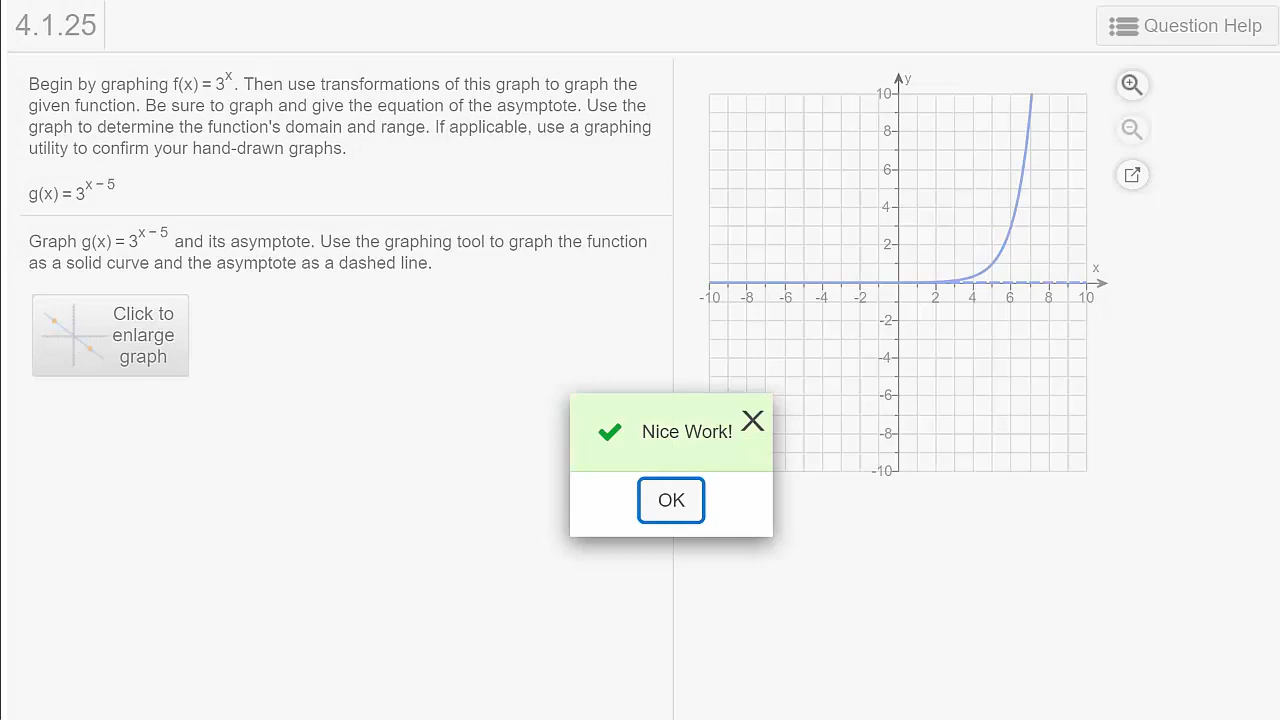 4.1.25
Question Help
Begin by graphing f(x) = 3^x. Then use transformations of this graph to graph the
given function. Be sure to graph and give the equation of the asymptote. Use the
graph to determine the function's domain and range. If applicable, use a graphing
utility to confirm your hand-drawn graphs.
g(x) = 3^(x − 5)
Graph g(x) = 3^(x − 5) and its asymptote. Use the graphing tool to graph the function
as a solid curve and the asymptote as a dashed line.
Click to
enlarge
graph
y
10
8
6
4
2
x
-10 -8 -6 -4 -2 2 4 6 8 10
-2
-4
-6
-8
-10
Nice Work!
OK